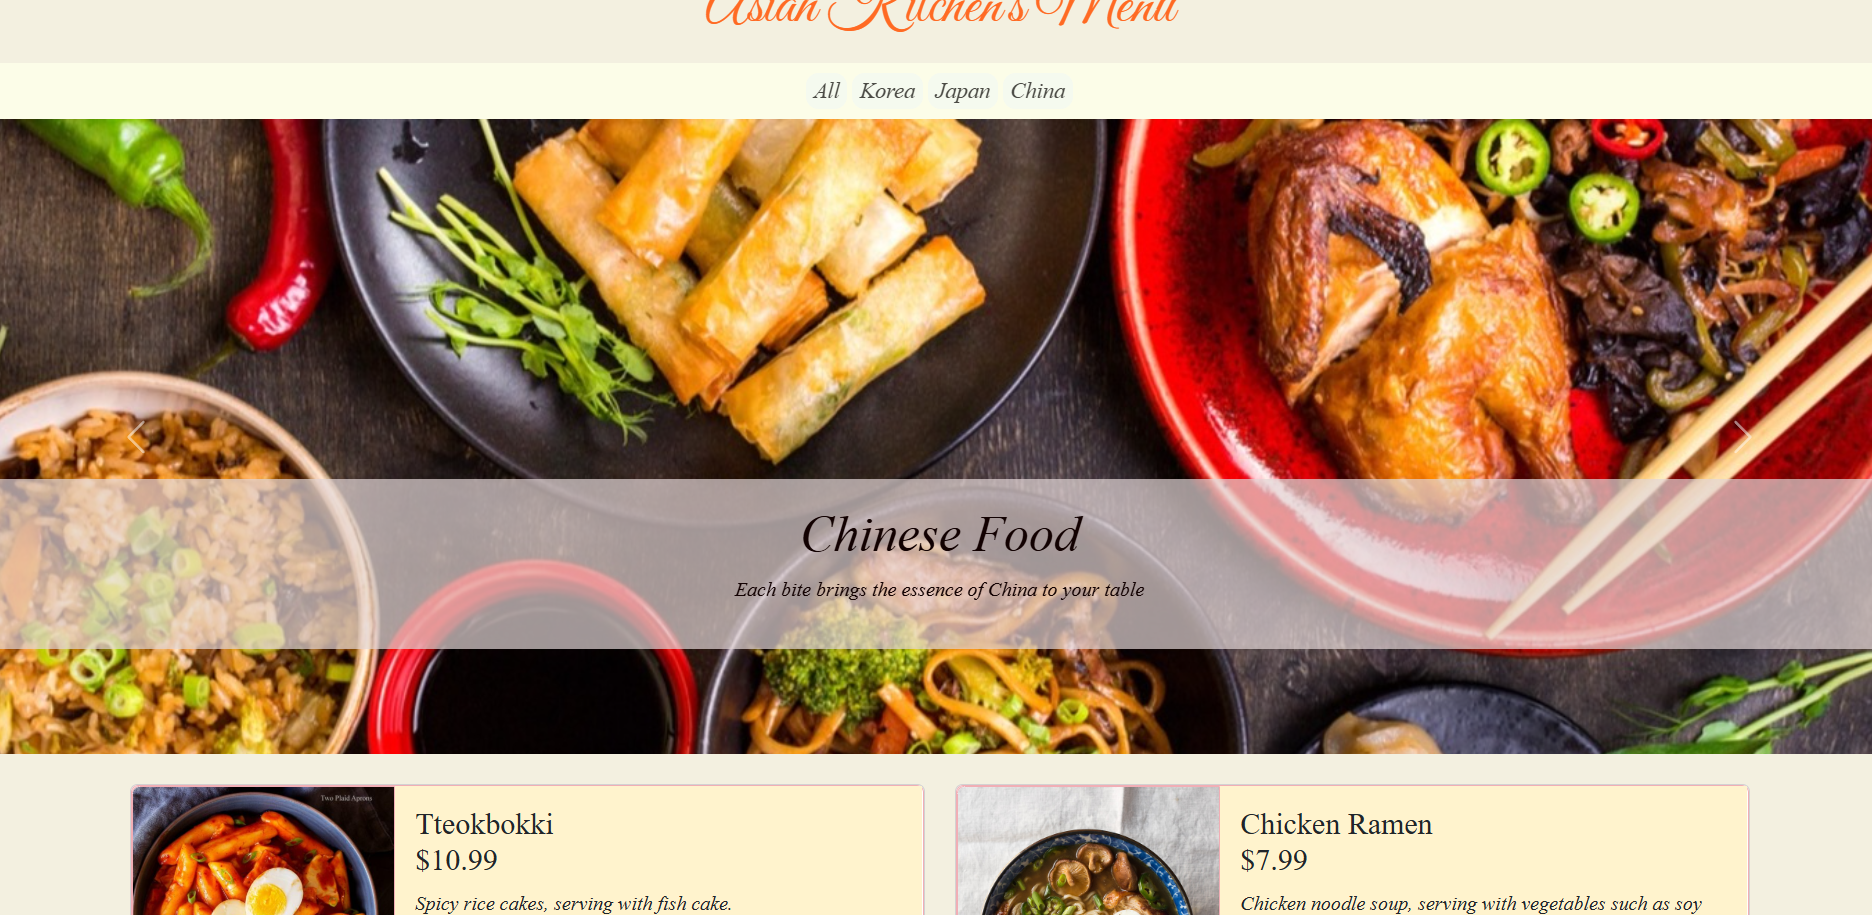 Asian Kitchen's Menu
All Korea Japan China
Chinese Food
Each bite brings the essence of China to your table
Two Plaid Aprons
Tteokbokki
$10.99
Spicy rice cakes, serving with fish cake.
Chicken Ramen
$7.99
Chicken noodle soup, serving with vegetables such as soy